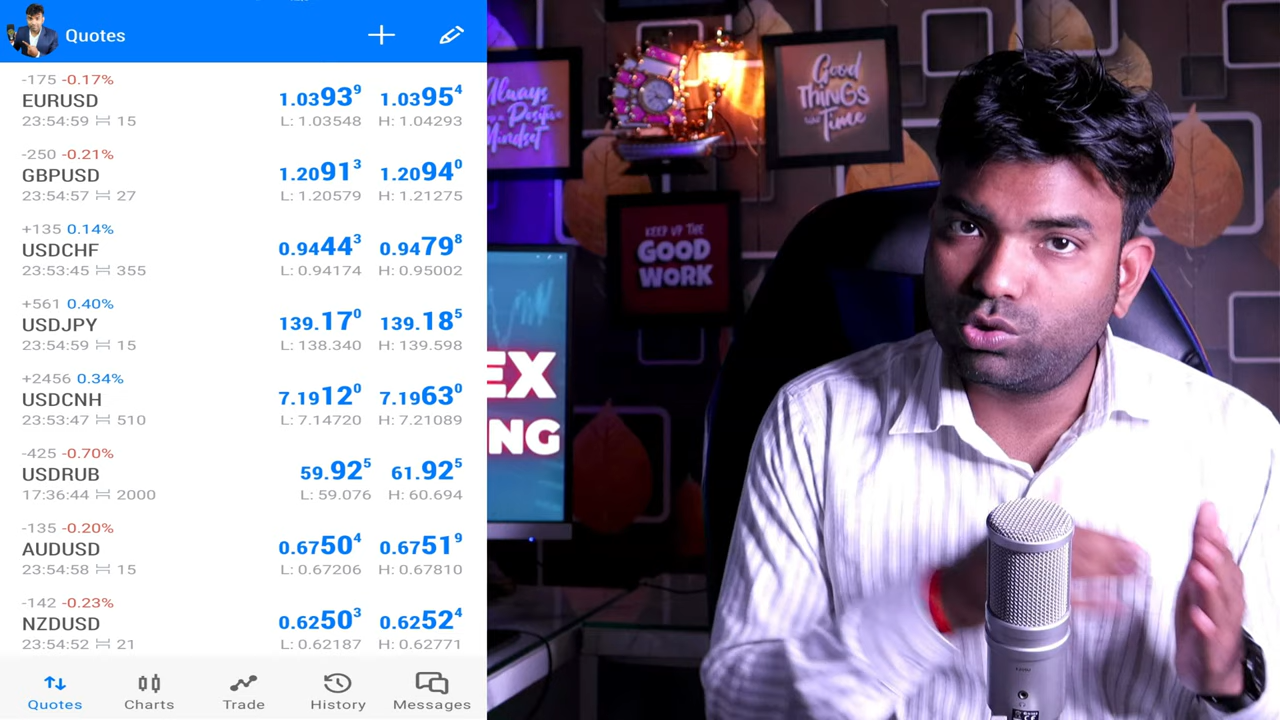 Quotes
-175 -0.17%
EURUSD 1.03939 1.03954
23:54:59 15 L: 1.03548 H: 1.04293
-250 -0.21%
GBPUSD 1.20913 1.20940
23:54:57 27 L: 1.20579 H: 1.21275
+135 0.14%
USDCHF 0.94443 0.94798
23:53:45 355 L: 0.94174 H: 0.95002
+561 0.40%
USDJPY 139.170 139.185
23:54:59 15 L: 138.340 H: 139.598
+2456 0.34%
USDCNH 7.19120 7.19630
23:53:47 510 L: 7.14720 H: 7.21089
-425 -0.70%
USDRUB 59.925 61.925
17:36:44 2000 L: 59.076 H: 60.694
-135 -0.20%
AUDUSD 0.67504 0.67519
23:54:58 15 L: 0.67206 H: 0.67810
-142 -0.23%
NZDUSD 0.62503 0.62524
23:54:52 21 L: 0.62187 H: 0.62771
Quotes Charts Trade History Messages
Always
a Positive
Mindset
Good
THiNGS
Time
KEEP UP THE
GOOD
WORK
EX
NG